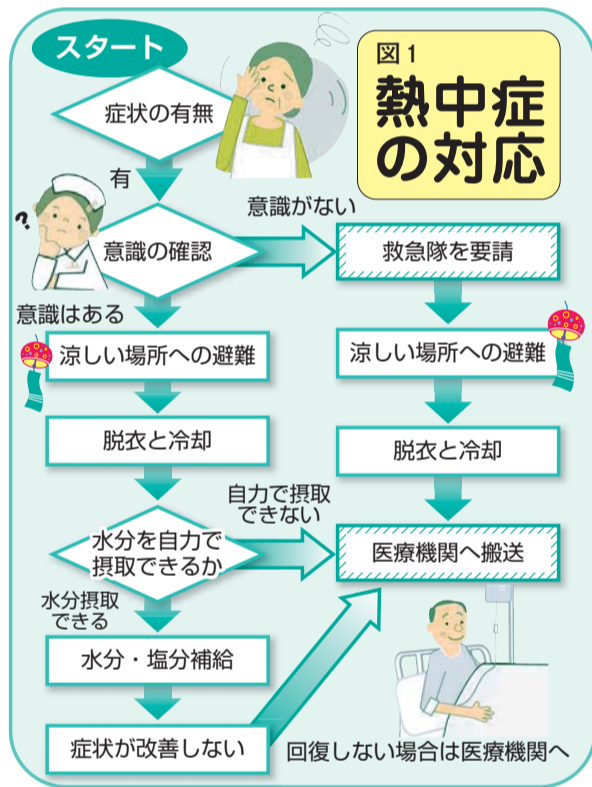 スタート
図1
熱中症
の対応
症状の有無
有
意識の確認
意識がない
救急隊を要請
意識はある
涼しい場所への避難
涼しい場所への避難
脱衣と冷却
脱衣と冷却
水分を自力で
摂取できるか
自力で摂取
できない
医療機関へ搬送
水分摂取
できる
水分・塩分補給
症状が改善しない
回復しない場合は医療機関へ
?